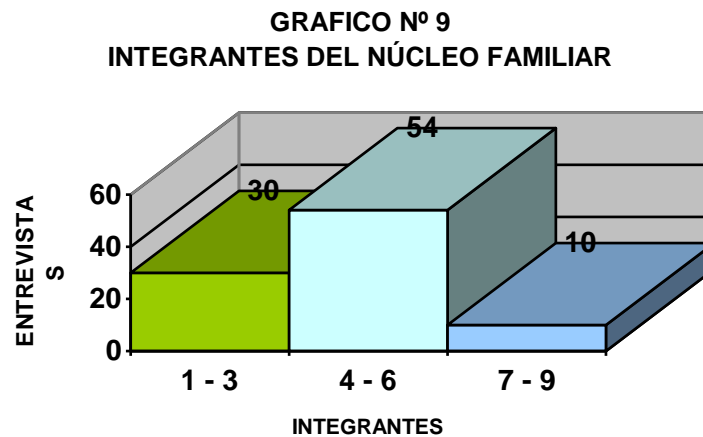 GRAFICO Nº 9
INTEGRANTES DEL NÚCLEO FAMILIAR
54
30
10
60
40
20
0
ENTREVISTA
S
1 - 3 4 - 6 7 - 9
INTEGRANTES